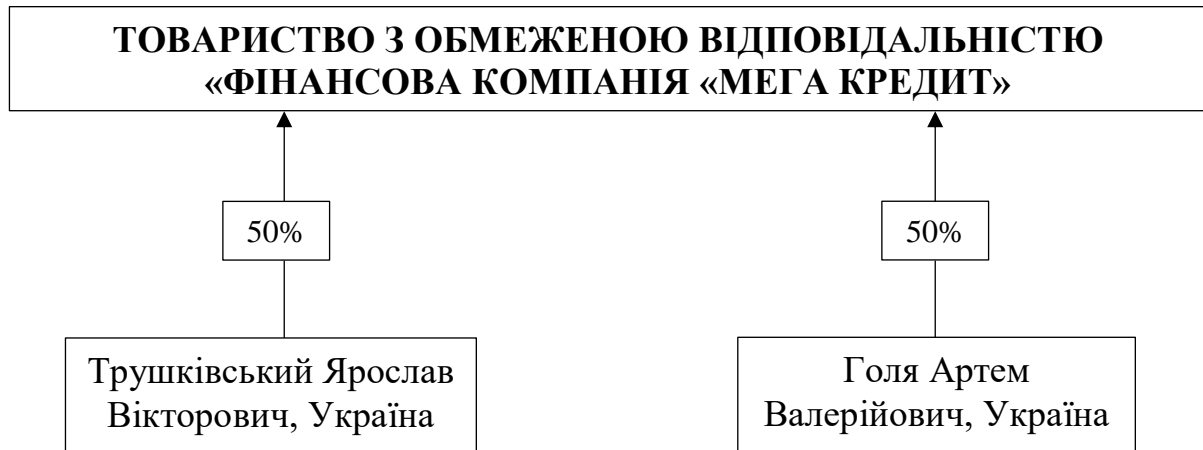 ТОВАРИСТВО З ОБМЕЖЕНОЮ ВІДПОВІДАЛЬНІСТЮ
«ФІНАНСОВА КОМПАНІЯ «МЕГА КРЕДИТ»
50%
50%
Трушківський Ярослав
Вікторович, Україна
Голя Артем
Валерійович, Україна